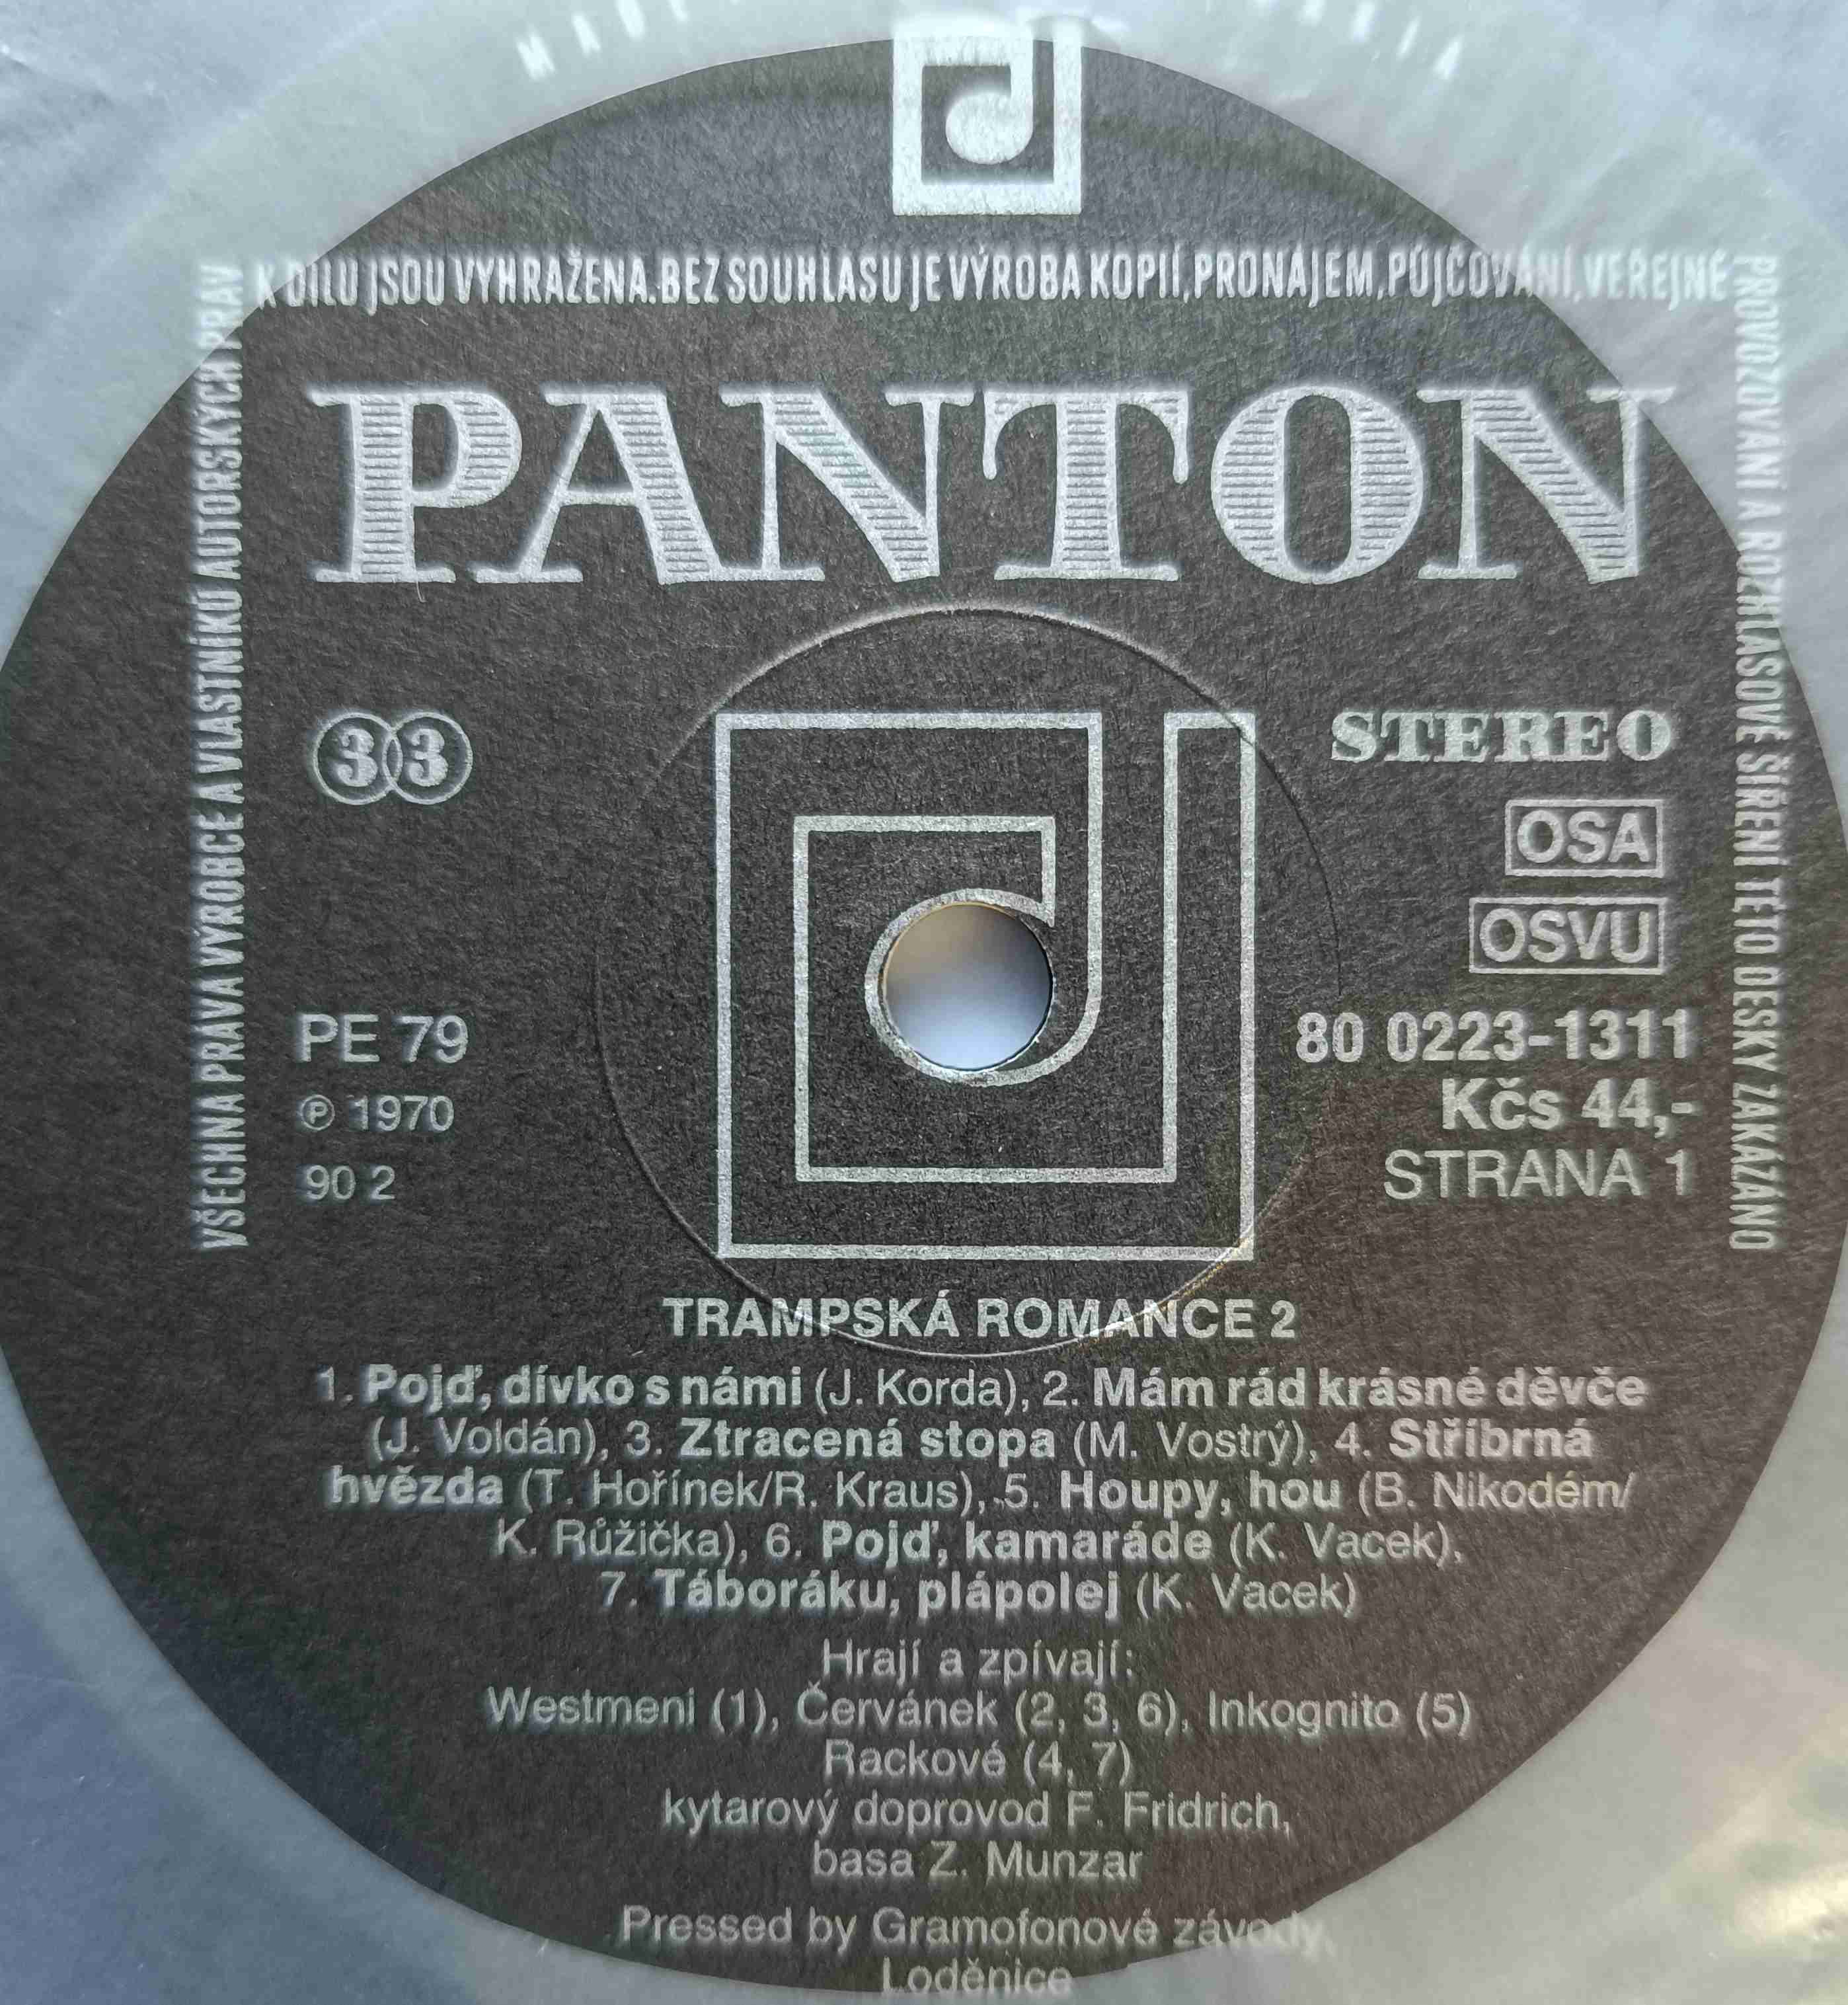 K DÍLU JSOU VYHRAŽENA. BEZ SOUHLASU JE VÝROBA KOPIÍ, PRONÁJEM, PŮJČOVÁNÍ, VEŘEJNÉ
PROVOZOVÁNÍ A ROZHLASOVÉ ŠÍŘENÍ TÉTO DESKY ZAKÁZÁNO
VŠECHNA PRÁVA VÝROBCE A VLASTNÍKŮ AUTORSKÝCH PRÁV
PANTON
33
STEREO
OSA
OSVU
PE 79
℗ 1970
90 2
80 0223-1311
Kčs 44,-
STRANA 1
TRAMPSKÁ ROMANCE 2
1. Pojď, dívko s námi (J. Korda), 2. Mám rád krásné děvče
(J. Voldán), 3. Ztracená stopa (M. Vostrý), 4. Stříbrná
hvězda (T. Hořínek/R. Kraus), 5. Houpy, hou (B. Nikodém/
K. Růžička), 6. Pojď, kamaráde (K. Vacek),
7. Táboráku, plápolej (K. Vacek)
Hrají a zpívají:
Westmeni (1), Červánek (2, 3, 6), Inkognito (5)
Rackové (4, 7)
kytarový doprovod F. Fridrich,
basa Z. Munzar
Pressed by Gramofonové závody,
Loděnice